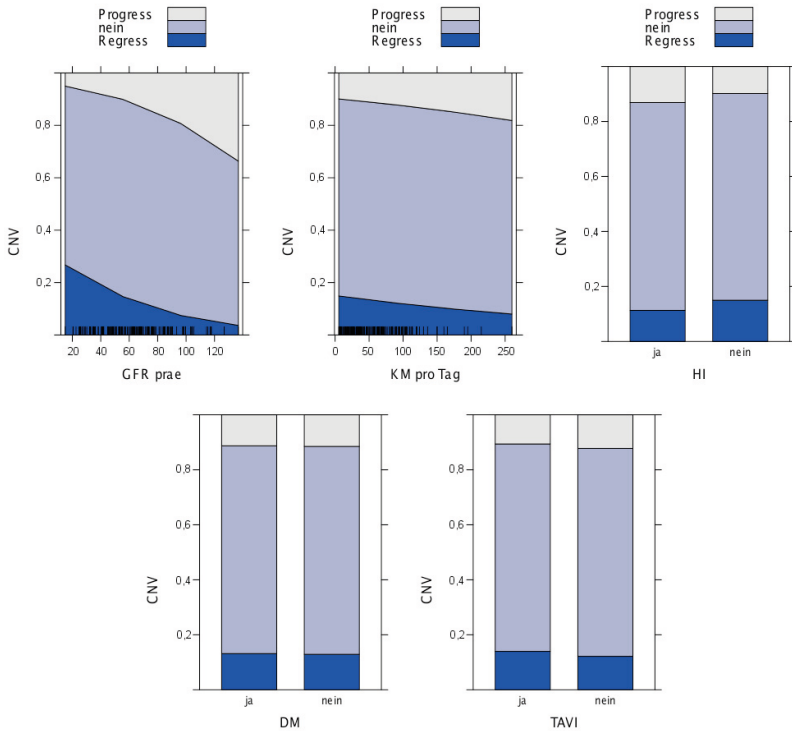 Progress
nein
Regress
Progress
nein
Regress
Progress
nein
Regress
CNV
0,8
0,6
0,4
0,2
20 40 60 80 100 120
GFR prae
CNV
0,8
0,6
0,4
0,2
0 50 100 150 200 250
KM pro Tag
CNV
0,8
0,6
0,4
0,2
ja nein
HI
CNV
0,8
0,6
0,4
0,2
ja nein
DM
CNV
0,8
0,6
0,4
0,2
ja nein
TAVI